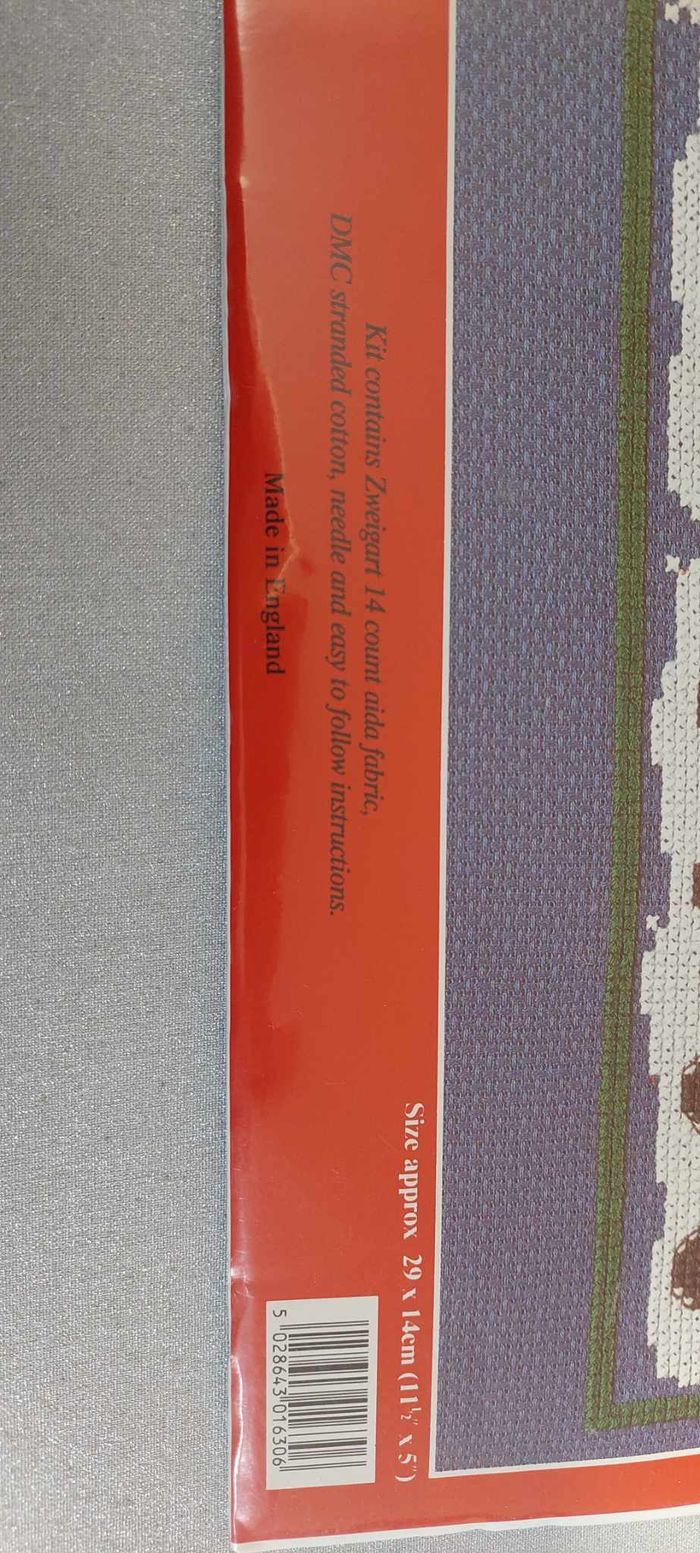 Size approx 29 x 14cm (11½" x 5")
Kit contains Zweigart 14 count aida fabric,
DMC stranded cotton, needle and easy to follow instructions.
Made in England
5 028643 016306